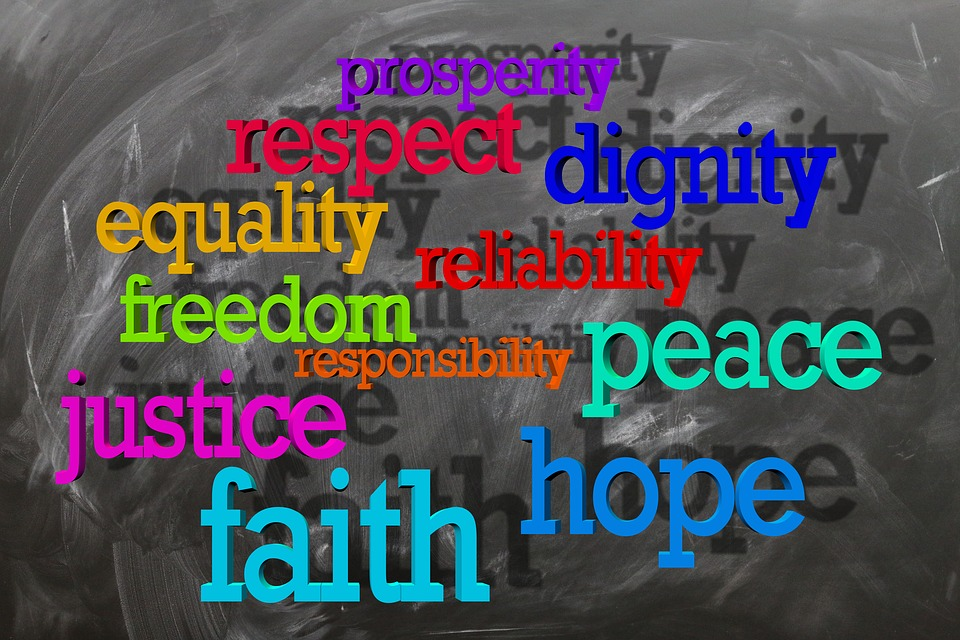 prosperity
respect
dignity
equality
reliability
freedom
responsibility
peace
justice
hope
faith